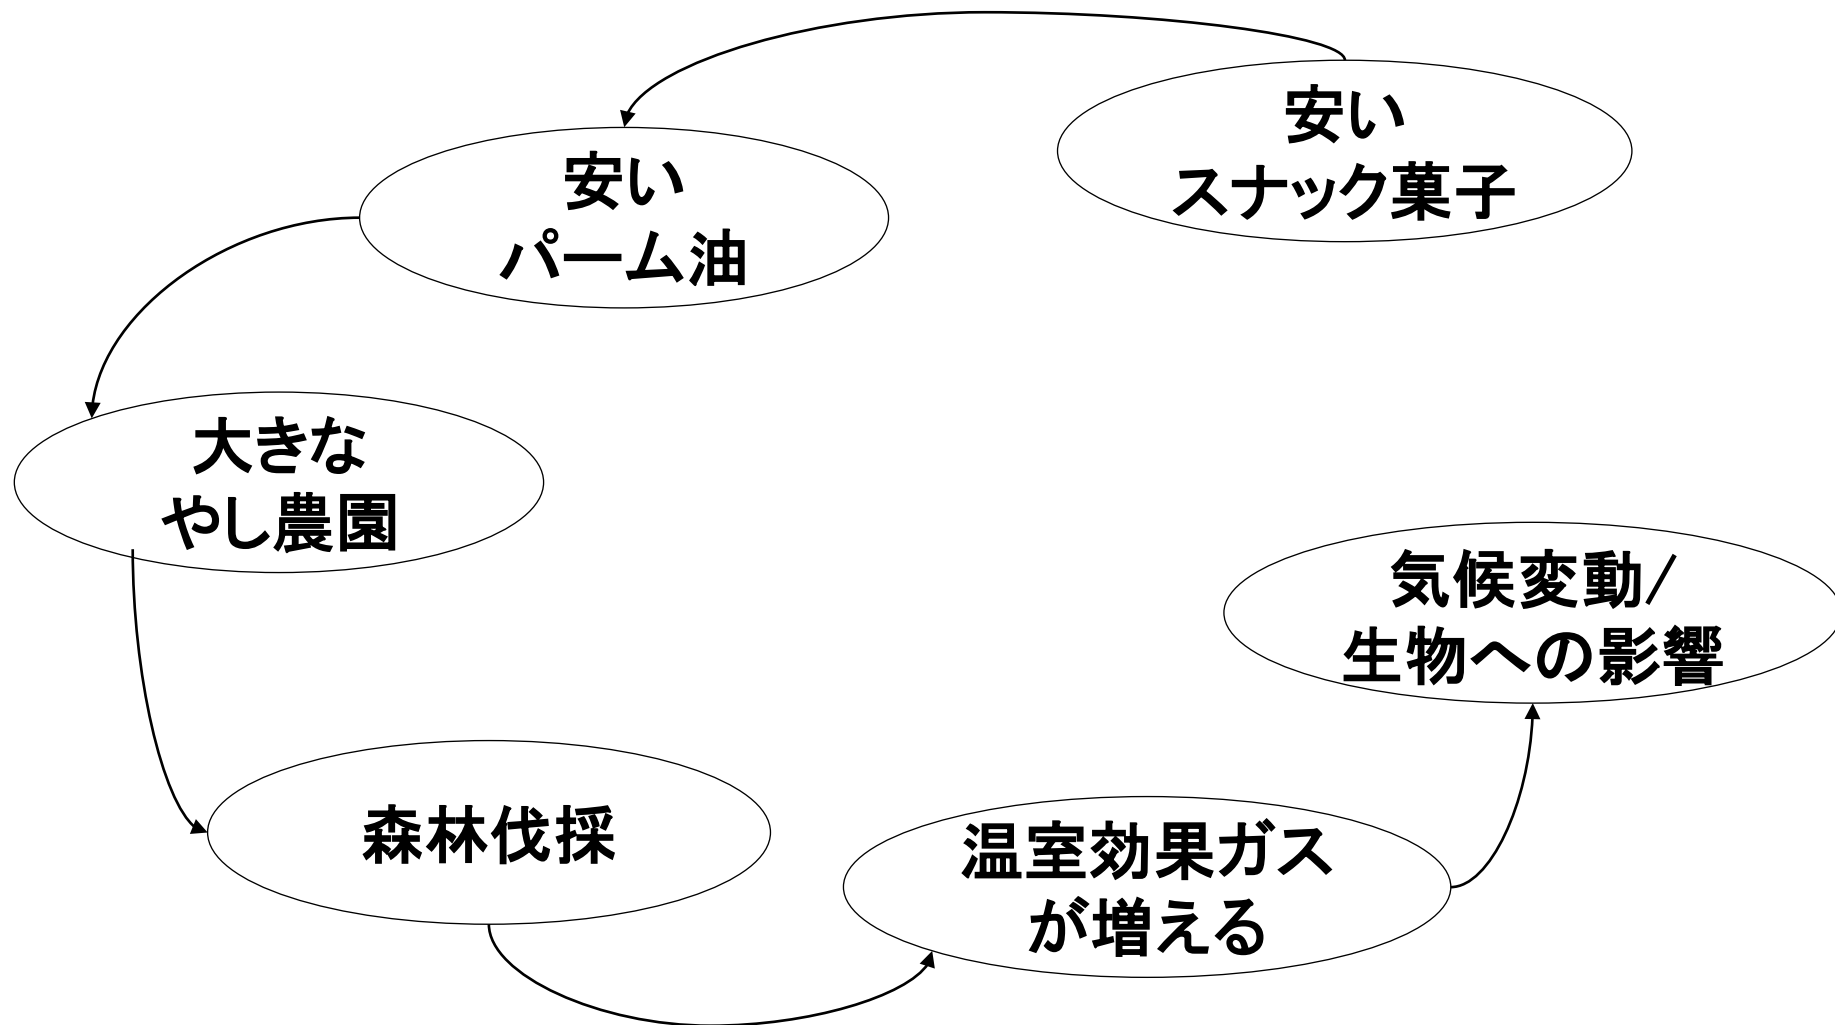 安い
スナック菓子
安い
パーム油
大きな
やし農園
森林伐採
温室効果ガス
が増える
気候変動/
生物への影響